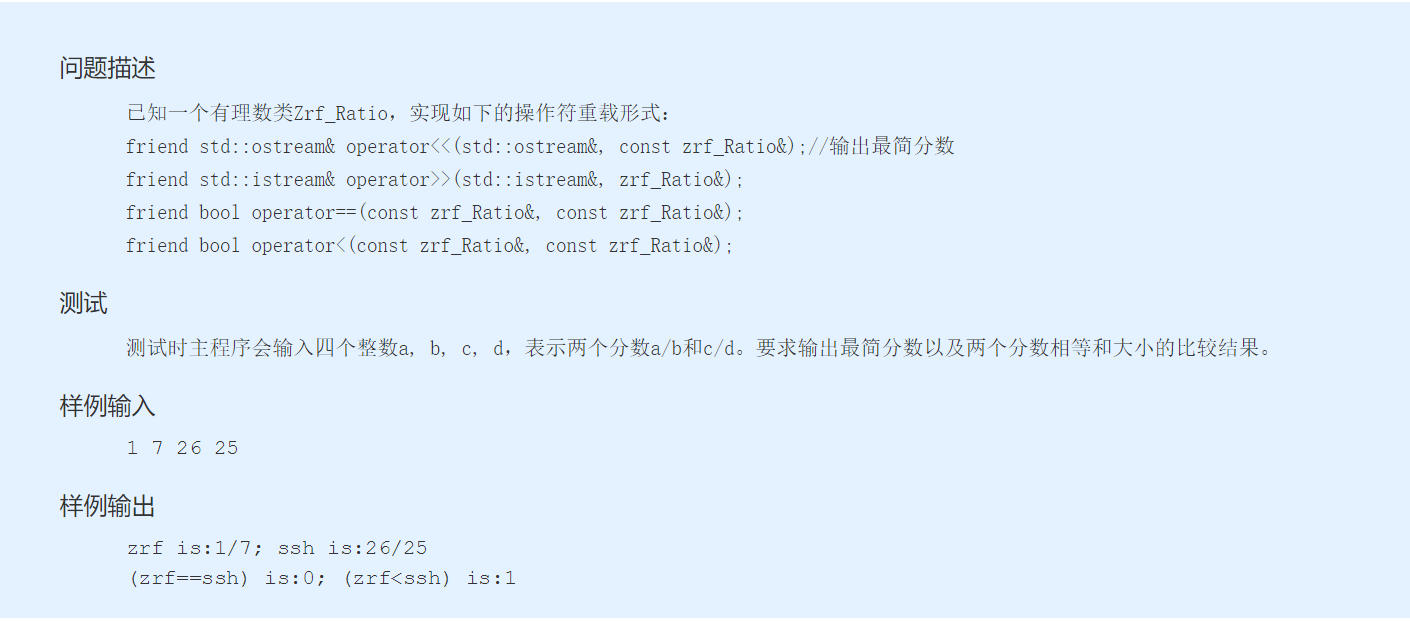 问题描述
已知一个有理数类Zrf_Ratio，实现如下的操作符重载形式：
friend std::ostream& operator<<(std::ostream&, const zrf_Ratio&);//输出最简分数
friend std::istream& operator>>(std::istream&, zrf_Ratio&);
friend bool operator==(const zrf_Ratio&, const zrf_Ratio&);
friend bool operator<(const zrf_Ratio&, const zrf_Ratio&);
测试
测试时主程序会输入四个整数a, b, c, d，表示两个分数a/b和c/d。要求输出最简分数以及两个分数相等和大小的比较结果。
样例输入
1 7 26 25
样例输出
zrf is:1/7; ssh is:26/25
(zrf==ssh) is:0; (zrf<ssh) is:1